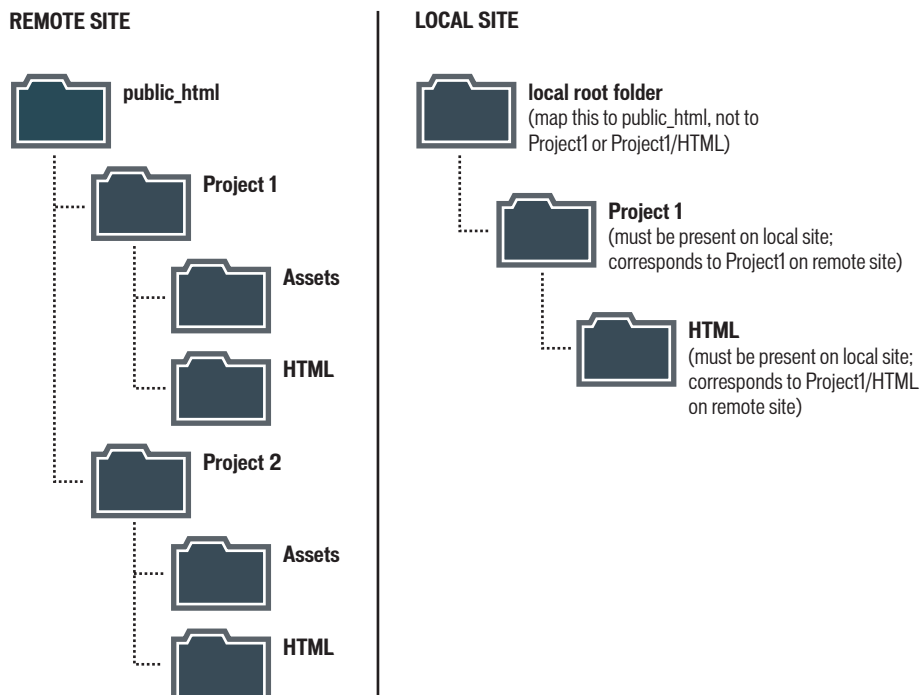 REMOTE SITE
public_html
Project 1
Assets
HTML
Project 2
Assets
HTML
LOCAL SITE
local root folder
(map this to public_html, not to
Project1 or Project1/HTML)
Project 1
(must be present on local site;
corresponds to Project1 on remote site)
HTML
(must be present on local site;
corresponds to Project1/HTML
on remote site)